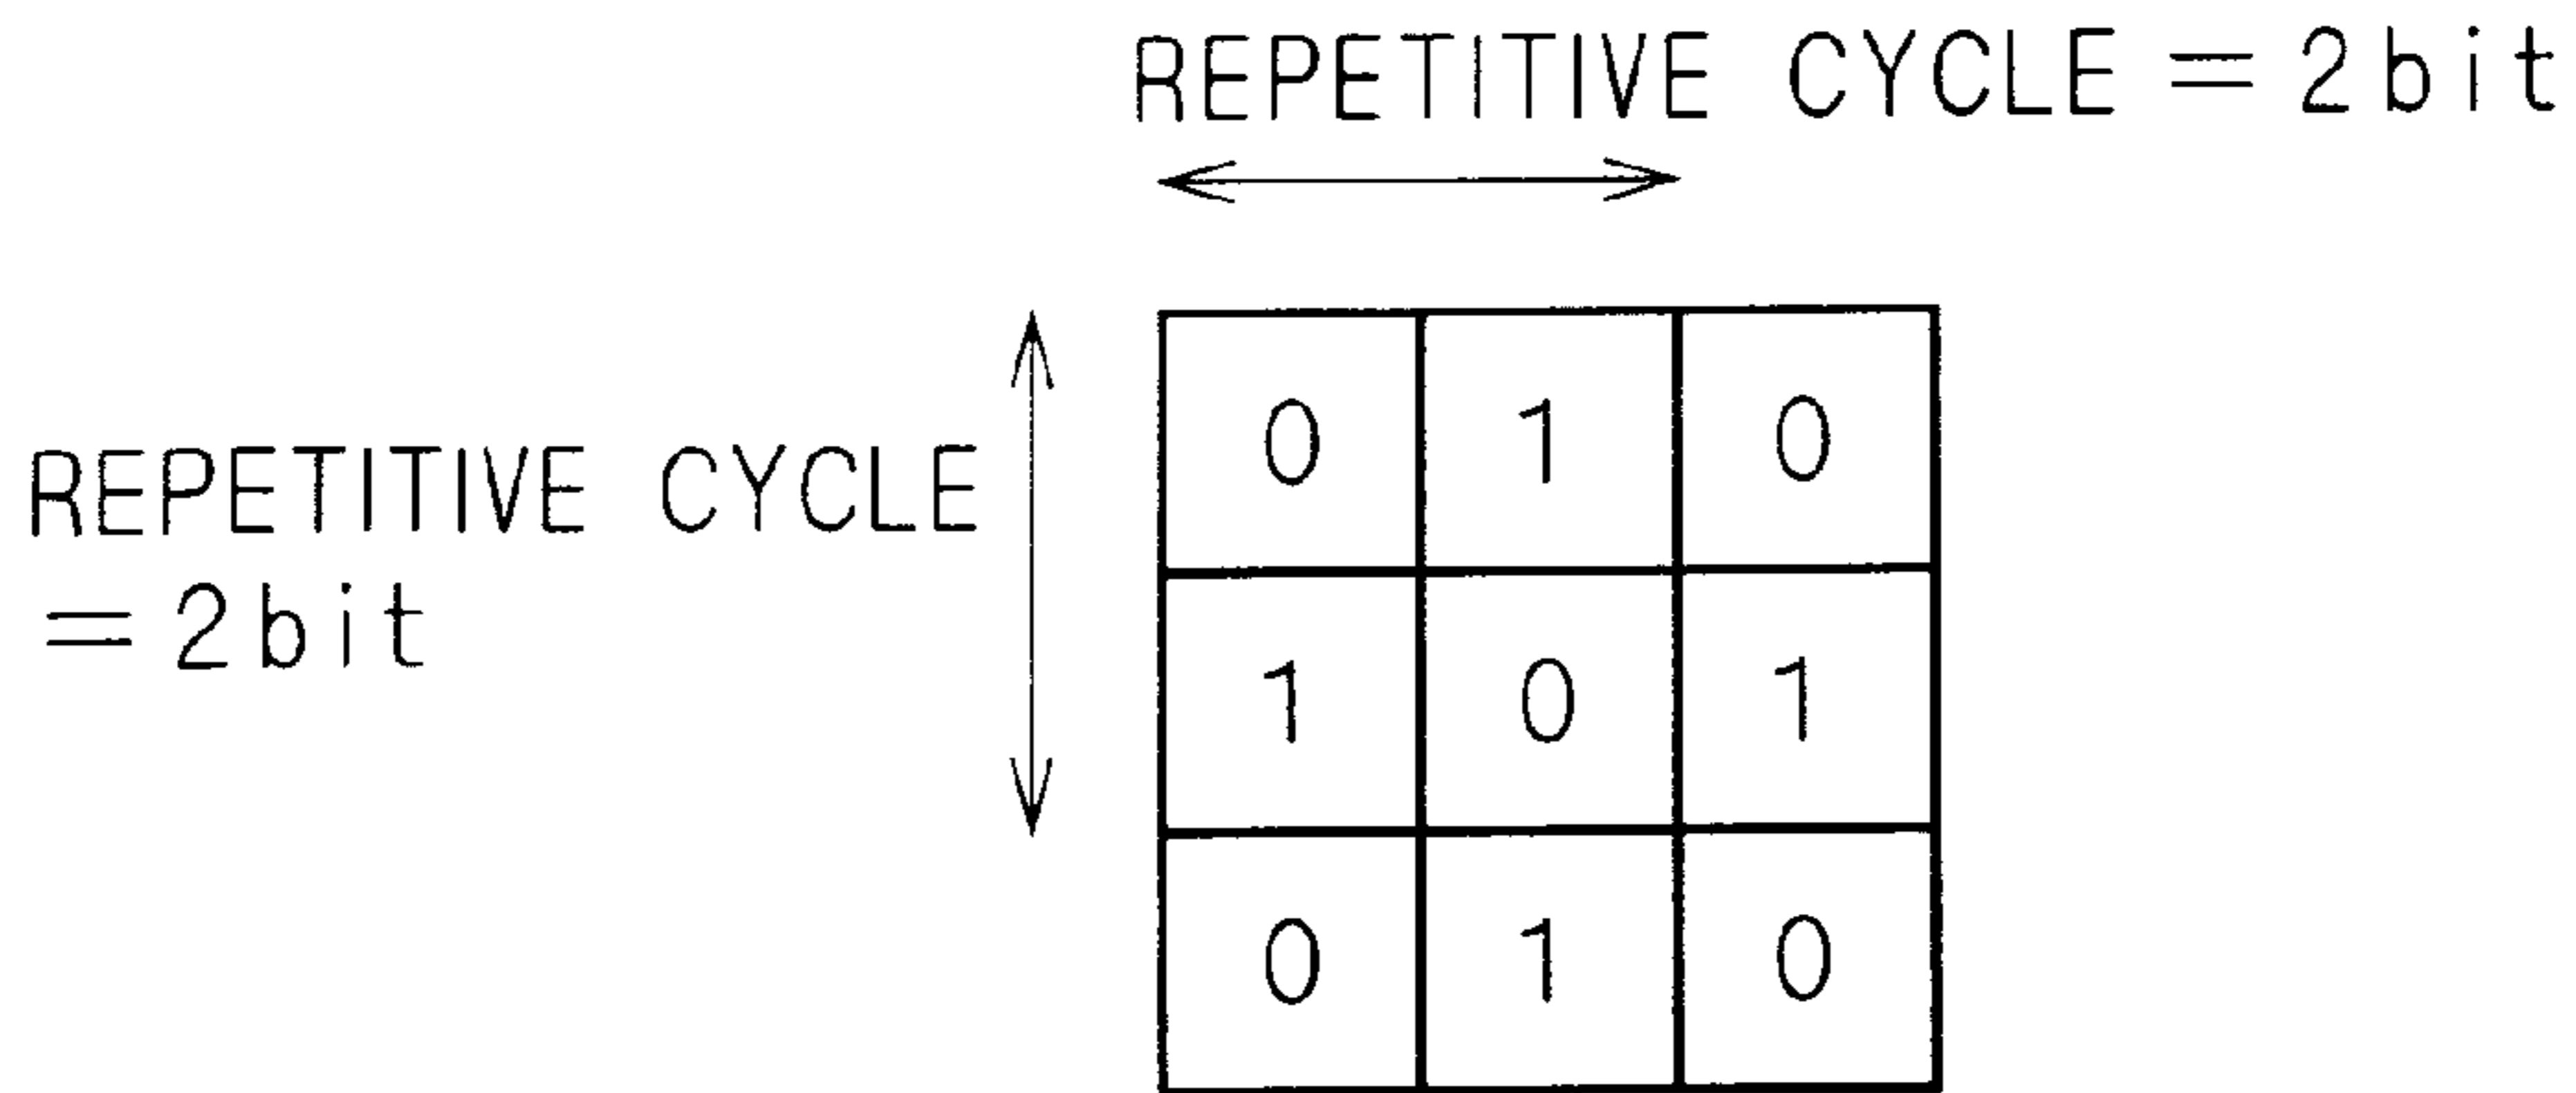 REPETITIVE CYCLE = 2bit
REPETITIVE CYCLE
= 2bit
0 1 0
1 0 1
0 1 0